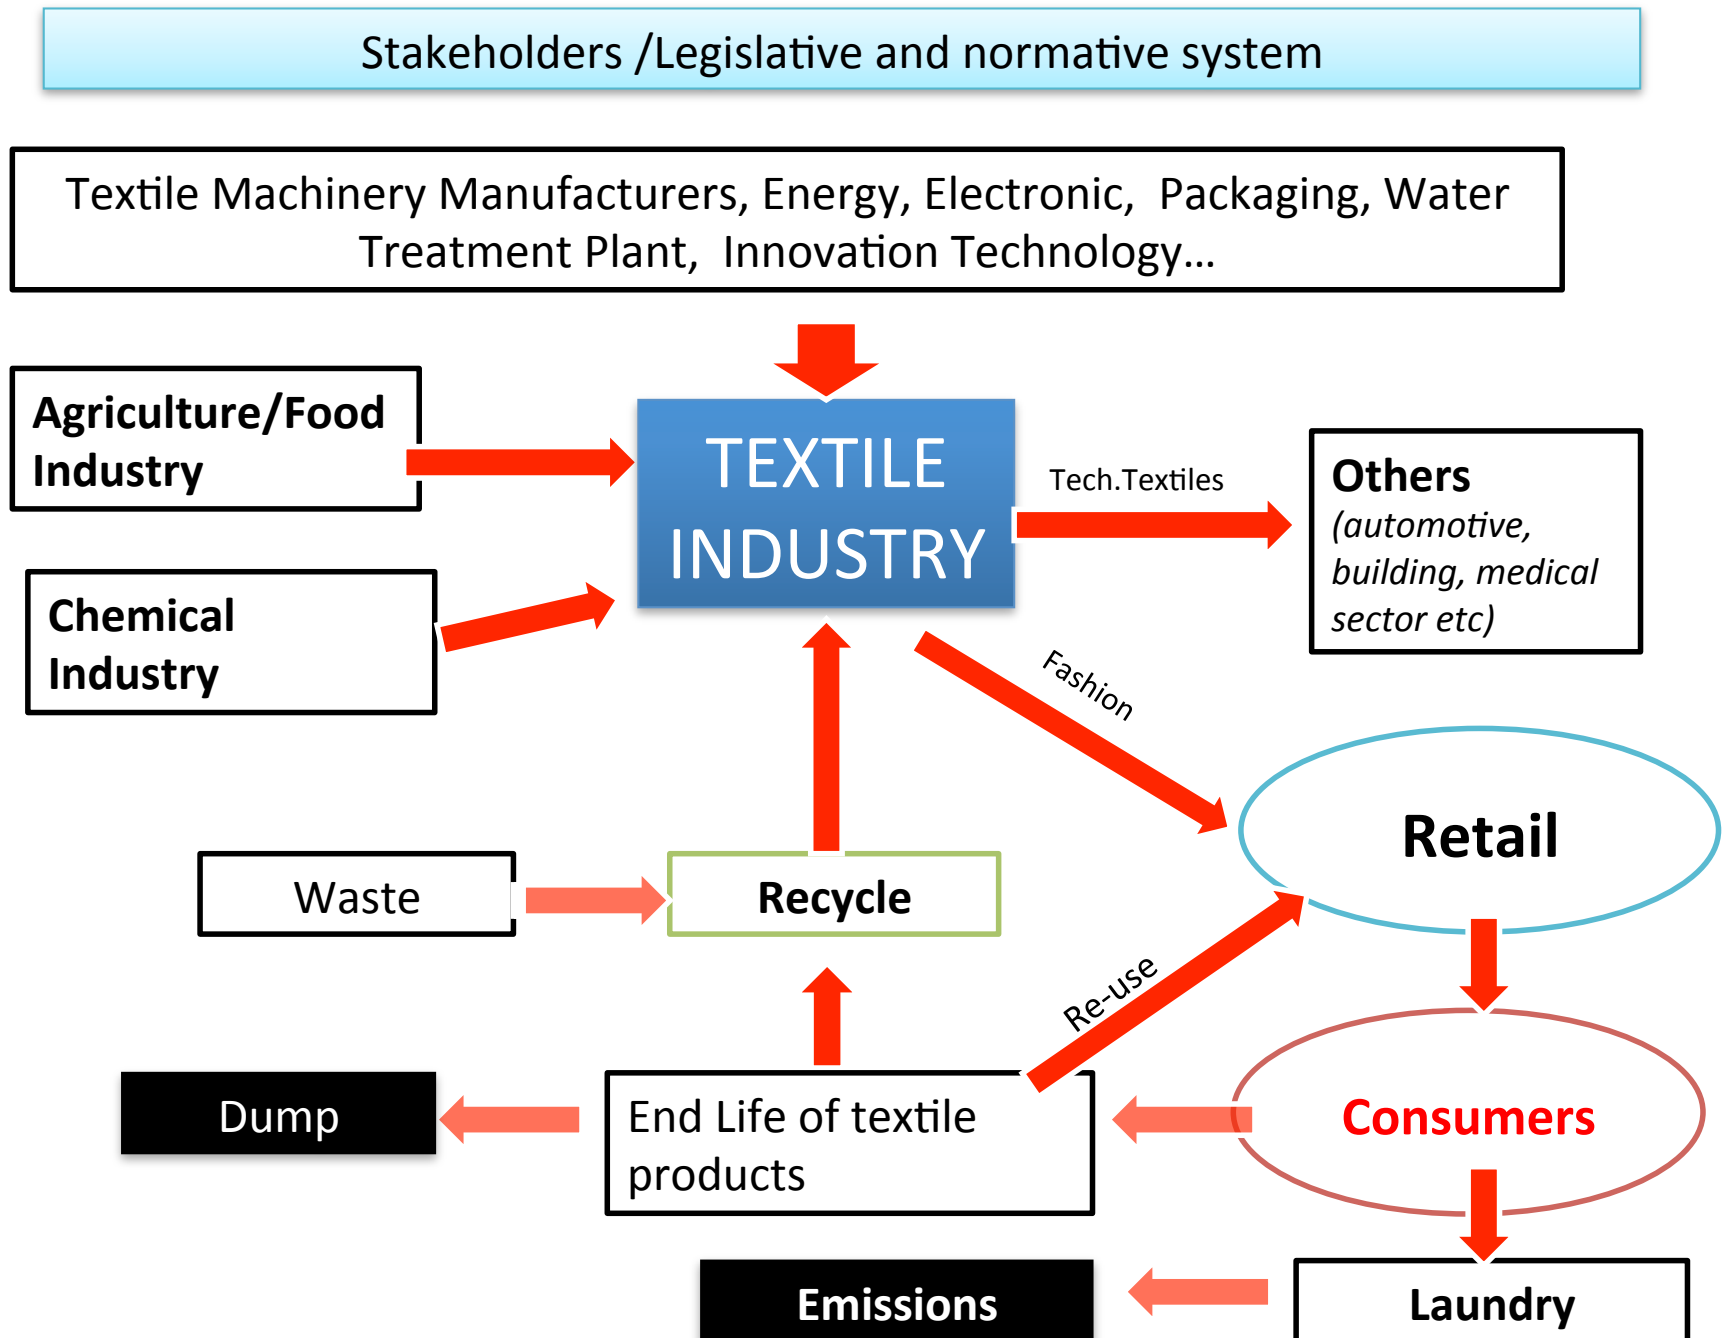 Stakeholders /Legislative and normative system
Textile Machinery Manufacturers, Energy, Electronic, Packaging, Water
Treatment Plant, Innovation Technology…
Agriculture/Food
Industry
TEXTILE
INDUSTRY
Tech.Textiles
Others
(automotive,
building, medical
sector etc)
Chemical
Industry
Fashion
Retail
Waste
Recycle
Re-use
Dump
End Life of textile
products
Consumers
Emissions
Laundry